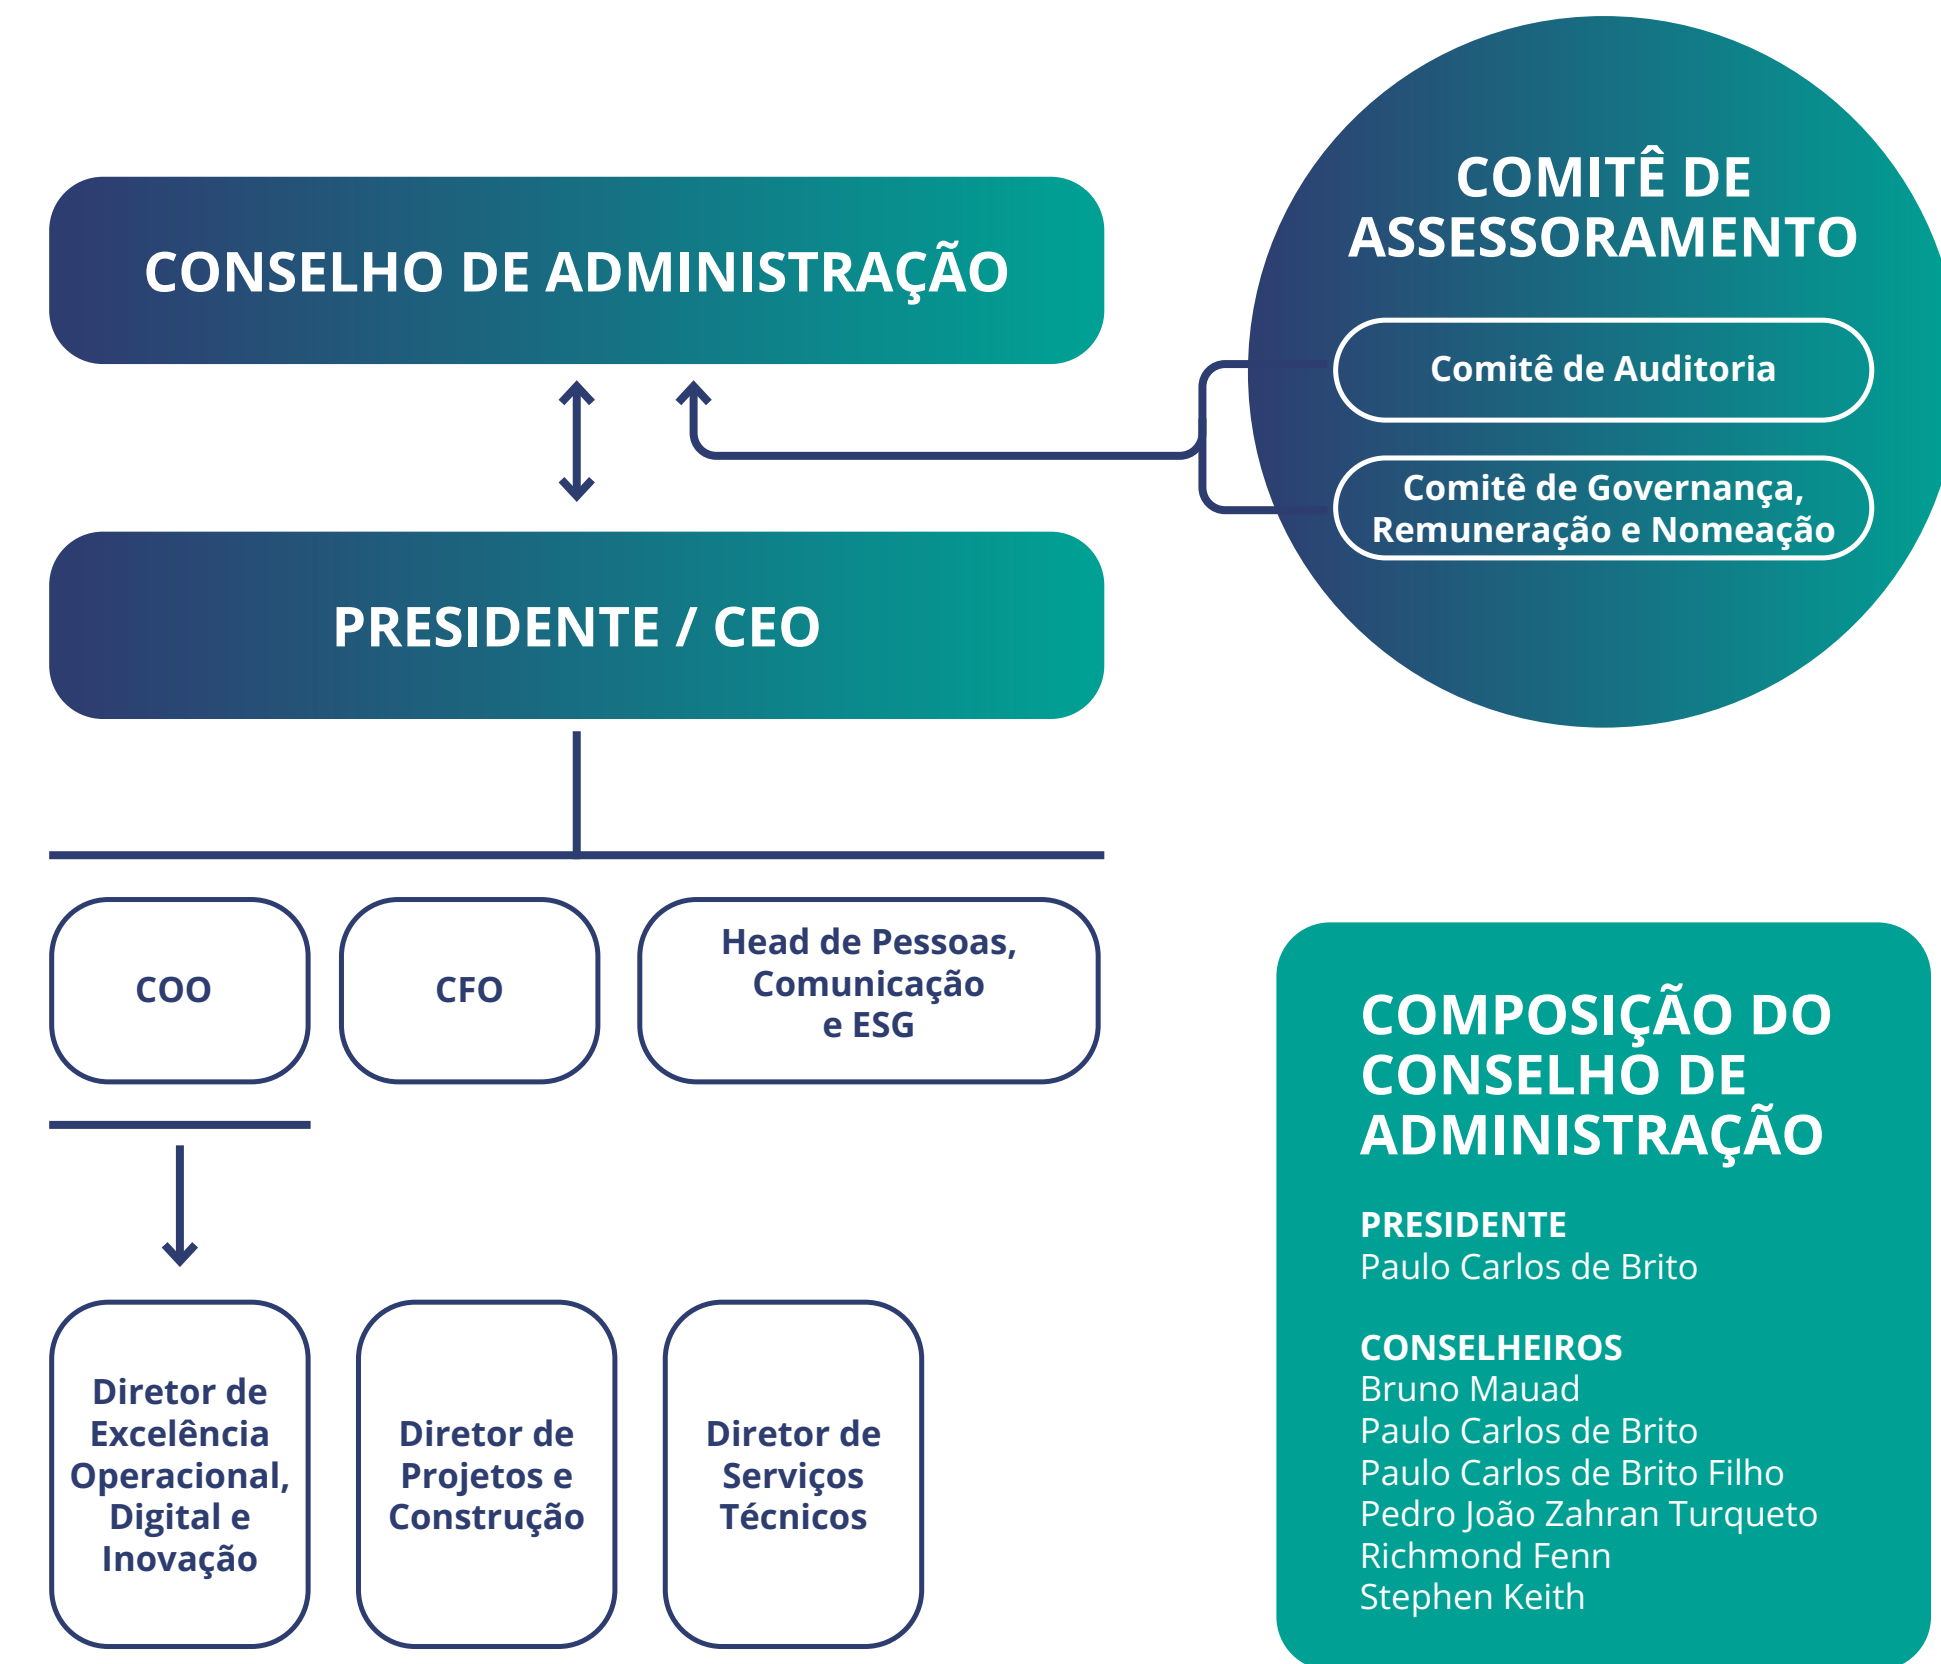 CONSELHO DE ADMINISTRAÇÃO
COMITÊ DE
ASSESSORAMENTO
Comitê de Auditoria
Comitê de Governança,
Remuneração e Nomeação
PRESIDENTE / CEO
COO
CFO
Head de Pessoas,
Comunicação
e ESG
Diretor de
Excelência
Operacional,
Digital e
Inovação
Diretor de
Projetos e
Construção
Diretor de
Serviços
Técnicos
COMPOSIÇÃO DO
CONSELHO DE
ADMINISTRAÇÃO
PRESIDENTE
Paulo Carlos de Brito
CONSELHEIROS
Bruno Mauad
Paulo Carlos de Brito
Paulo Carlos de Brito Filho
Pedro João Zahran Turqueto
Richmond Fenn
Stephen Keith